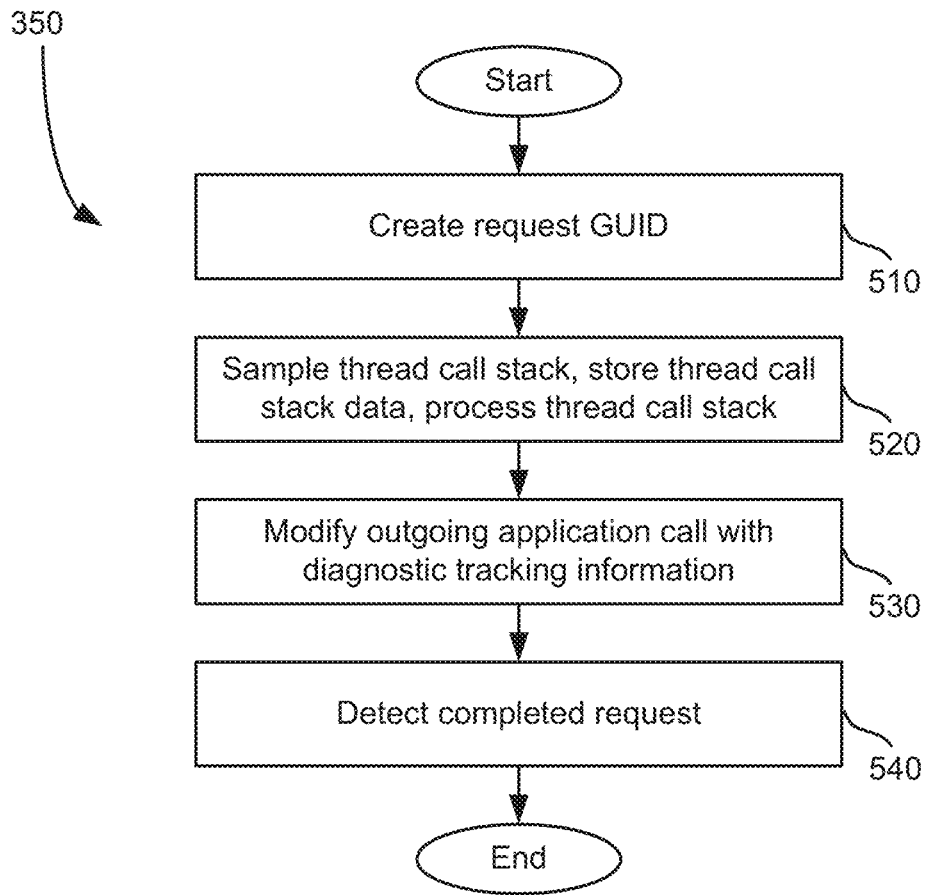 350
Start
Create request GUID
510
Sample thread call stack, store thread call
stack data, process thread call stack
520
Modify outgoing application call with
diagnostic tracking information
530
Detect completed request
540
End